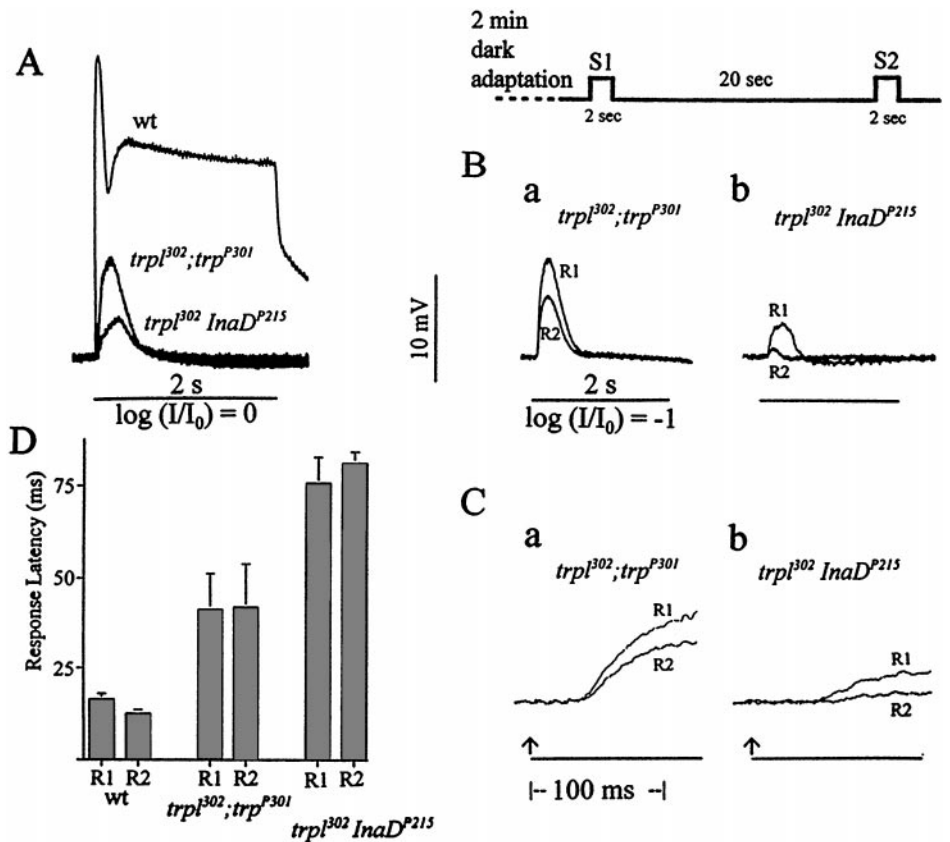 A
wt
trpl³⁰²;trpᴾ³⁰¹
trpl³⁰² InaDᴾ²¹⁵
2 s
log (I/I₀) = 0
10 mV
2 min
dark
adaptation
S1
20 sec
S2
2 sec
2 sec
B
a
trpl³⁰²;trpᴾ³⁰¹
R1
R2
2 s
log (I/I₀) = -1
b
trpl³⁰² InaDᴾ²¹⁵
R1
R2
D
Response Latency (ms)
75
50
25
R1 R2
wt
R1 R2
trpl³⁰²;trpᴾ³⁰¹
R1 R2
trpl³⁰² InaDᴾ²¹⁵
C
a
trpl³⁰²;trpᴾ³⁰¹
R1
R2
|-- 100 ms --|
b
trpl³⁰² InaDᴾ²¹⁵
R1
R2